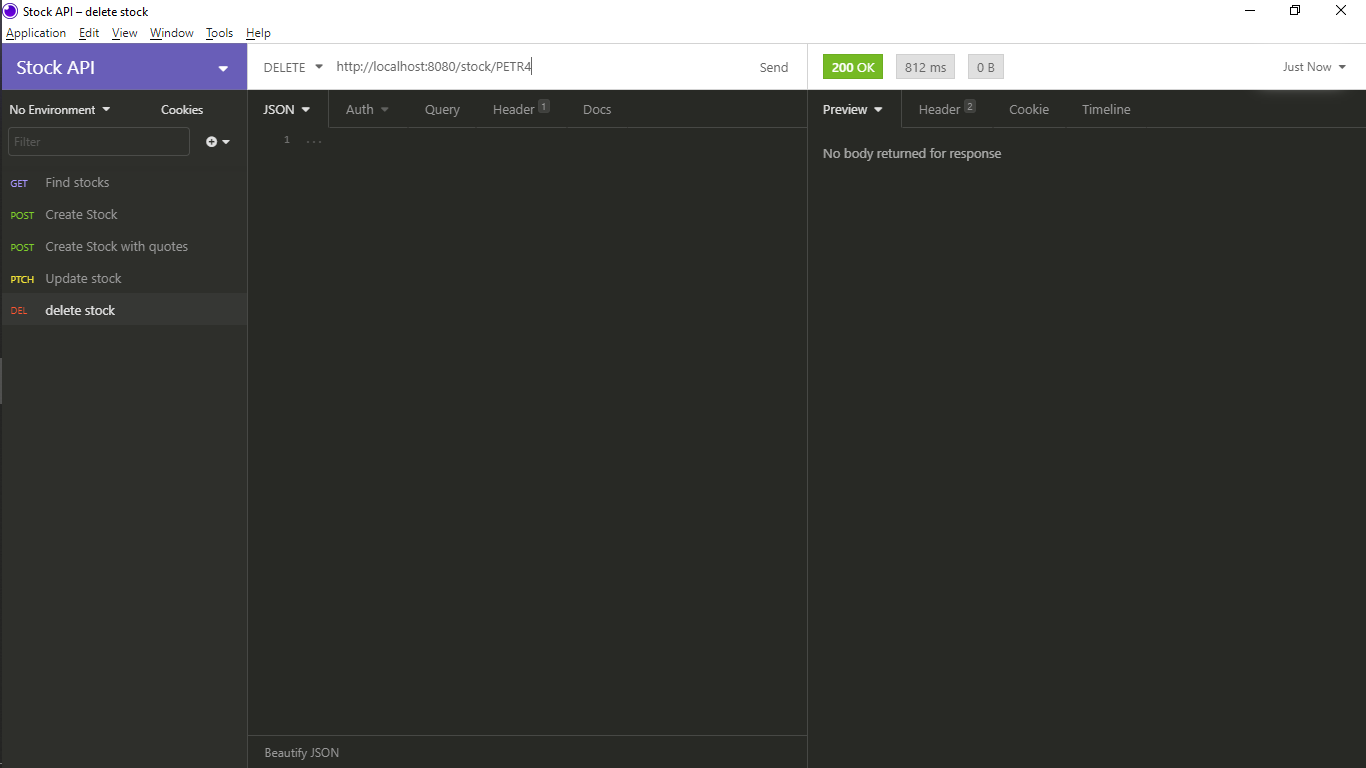 Stock API – delete stock
Application Edit View Window Tools Help
Stock API
DELETE http://localhost:8080/stock/PETR4 Send
200 OK 812 ms 0 B Just Now
No Environment Cookies
JSON Auth Query Header 1 Docs
Preview Header 2 Cookie Timeline
Filter
1 ...
No body returned for response
GET Find stocks
POST Create Stock
POST Create Stock with quotes
PTCH Update stock
DEL delete stock
Beautify JSON